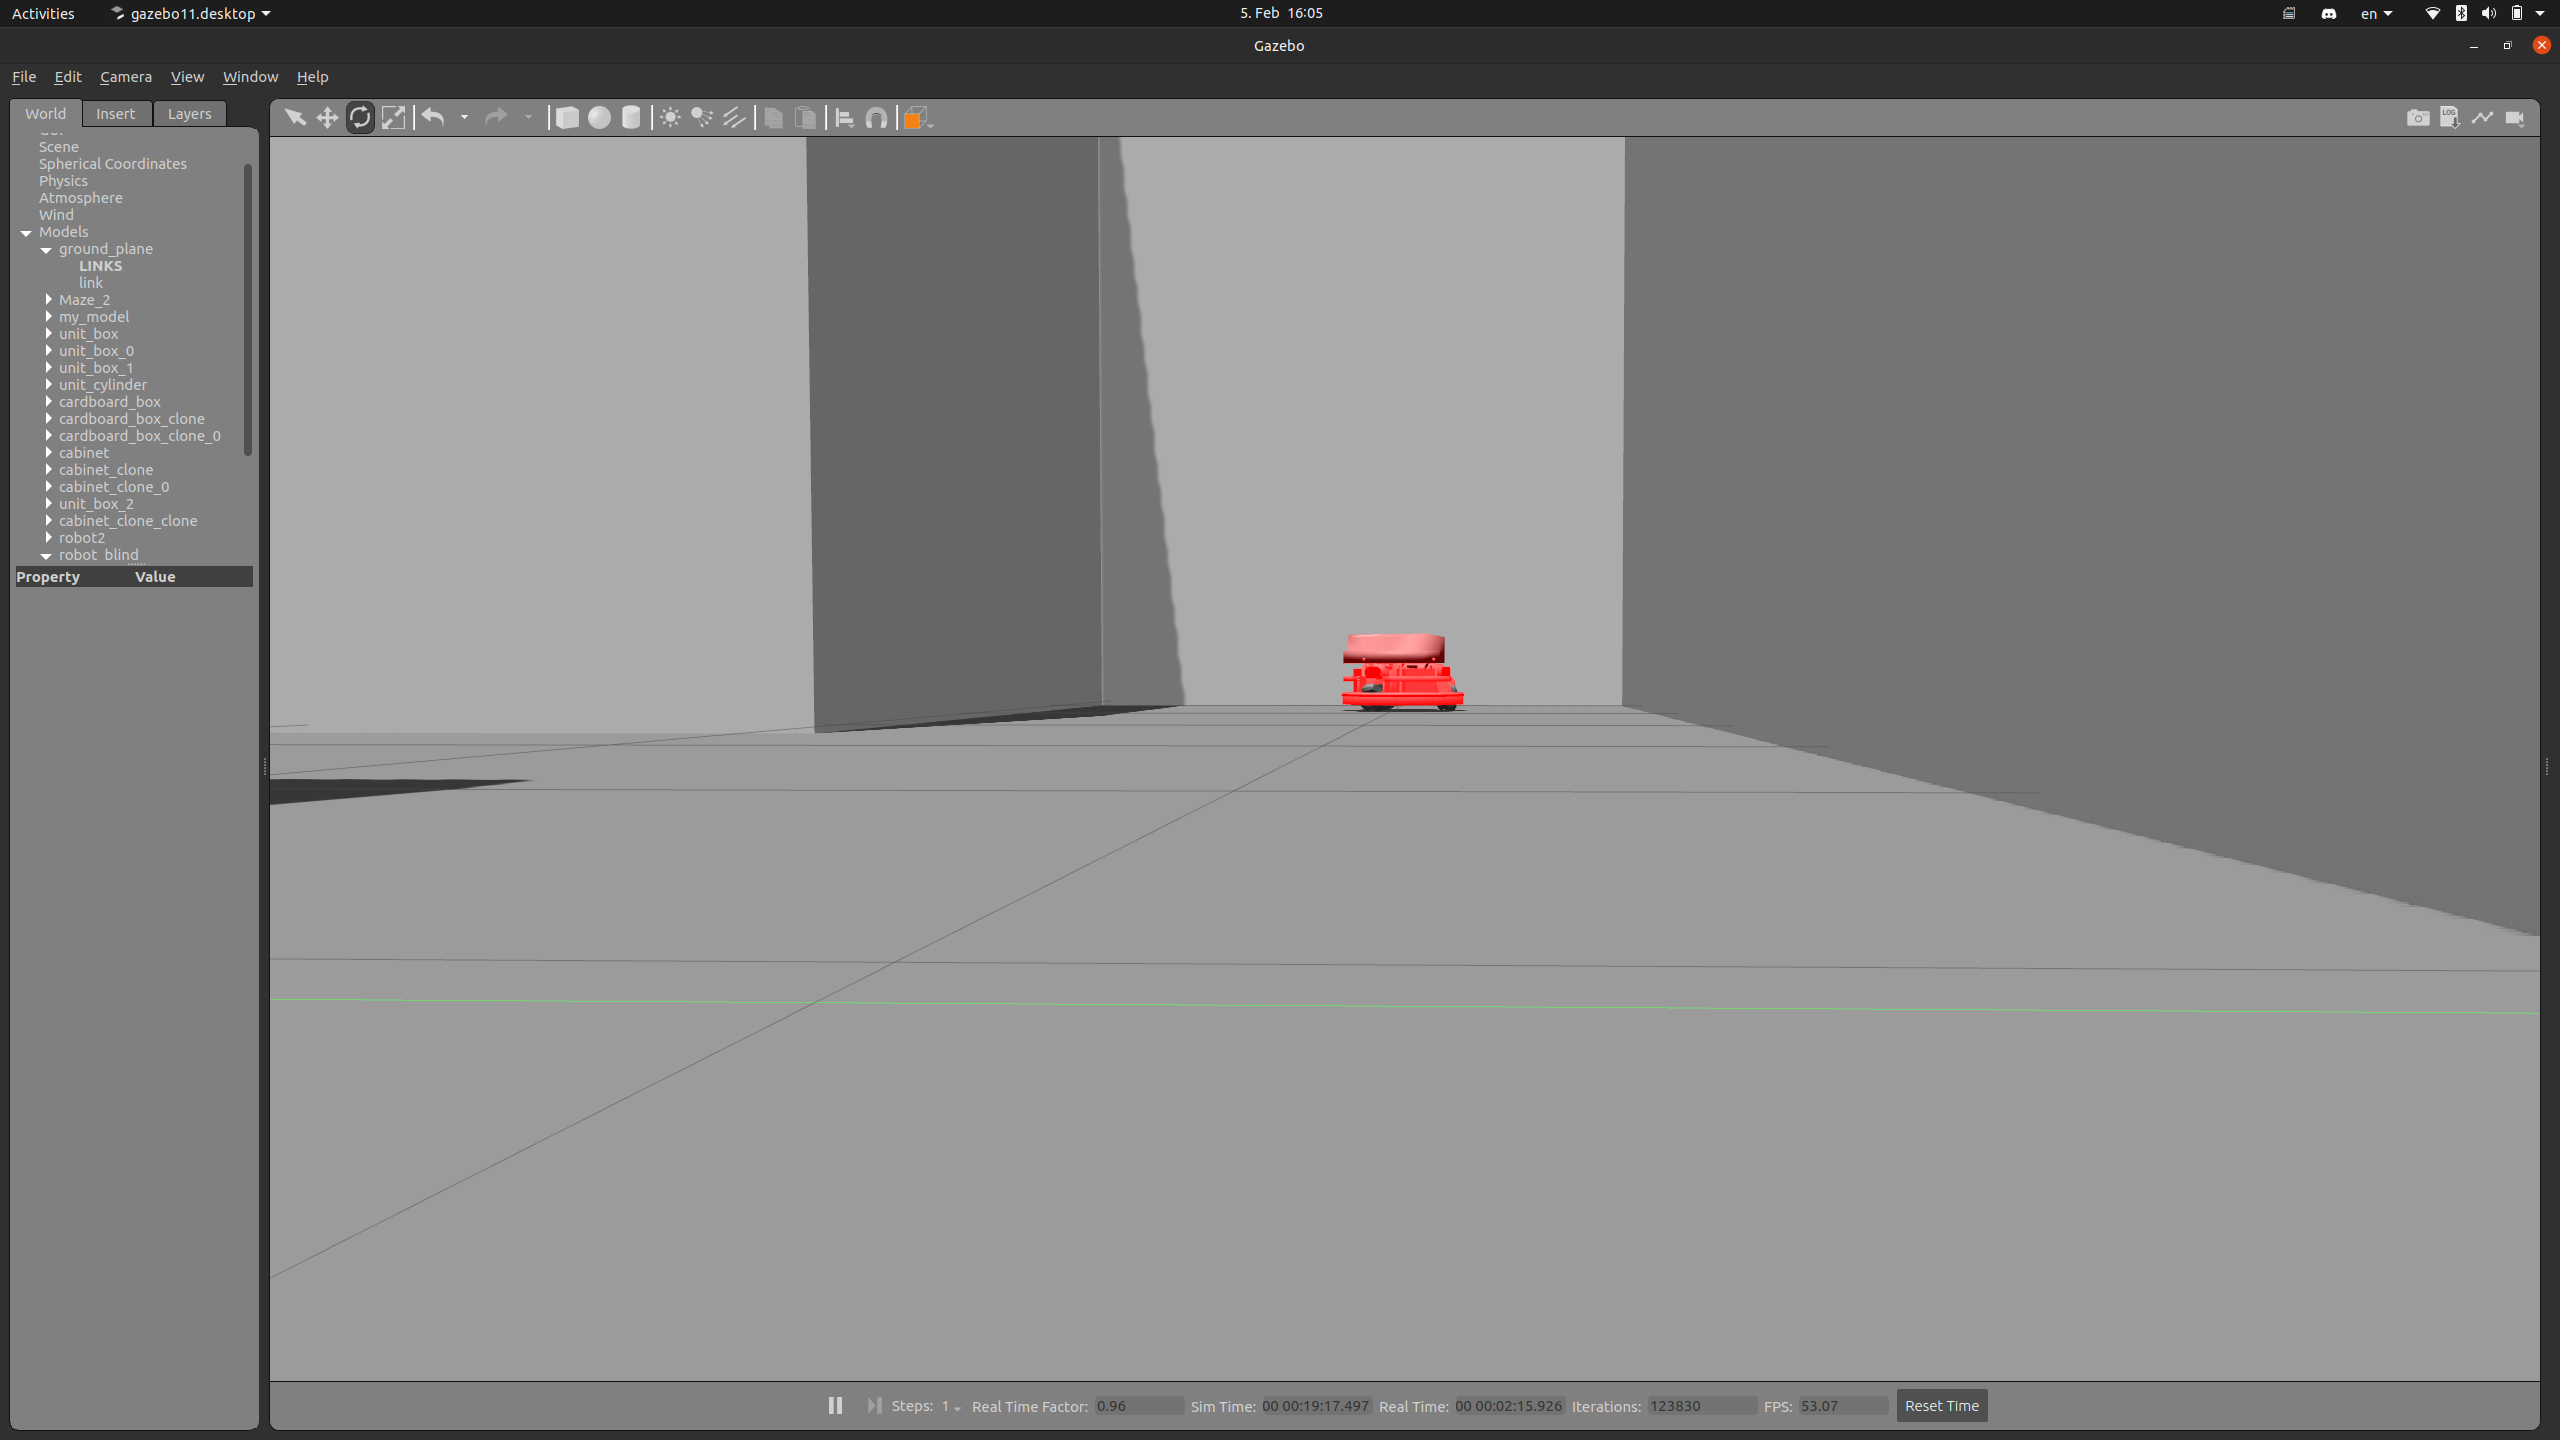 Activities gazebo11.desktop 5. Feb 16:05 en
Gazebo
File Edit Camera View Window Help
World Insert Layers
LOG
Scene
Spherical Coordinates
Physics
Atmosphere
Wind
Models
ground_plane
LINKS
link
Maze_2
my_model
unit_box
unit_box_0
unit_box_1
unit_cylinder
cardboard_box
cardboard_box_clone
cardboard_box_clone_0
cabinet
cabinet_clone
cabinet_clone_0
unit_box_2
cabinet_clone_clone
robot2
robot_blind
Property Value
Steps: 1 Real Time Factor: 0.96 Sim Time: 00 00:19:17.497 Real Time: 00 00:02:15.926 Iterations: 123830 FPS: 53.07 Reset Time